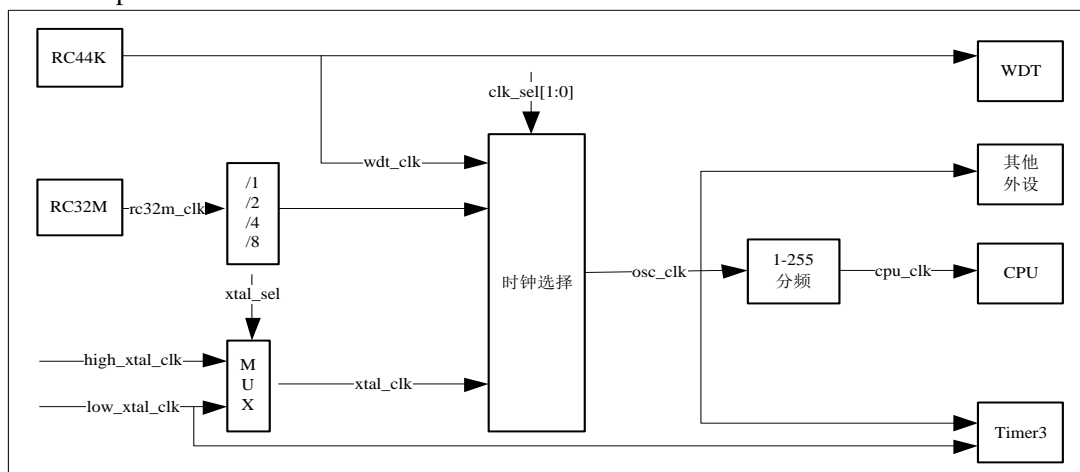 RC44K
WDT
clk_sel[1:0]
wdt_clk
其他
外设
RC32M
rc32m_clk
/1
/2
/4
/8
时钟选择
osc_clk
1-255
分频
cpu_clk
CPU
xtal_sel
high_xtal_clk
low_xtal_clk
M
U
X
xtal_clk
Timer3